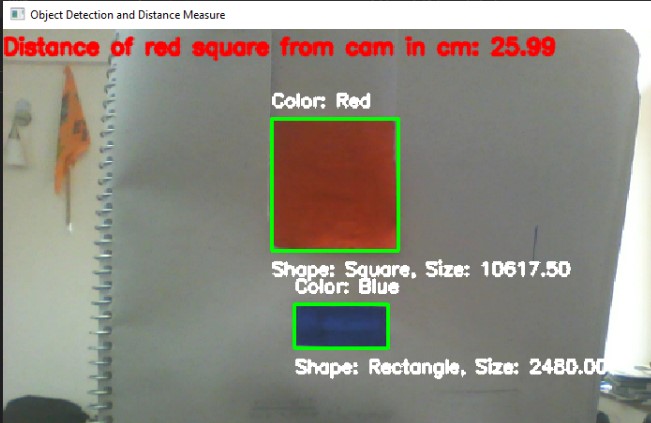 Object Detection and Distance Measure
Distance of red square from cam in cm: 25.99
Color: Red
Shape: Square, Size: 10617.50
Color: Blue
Shape: Rectangle, Size: 2480.00